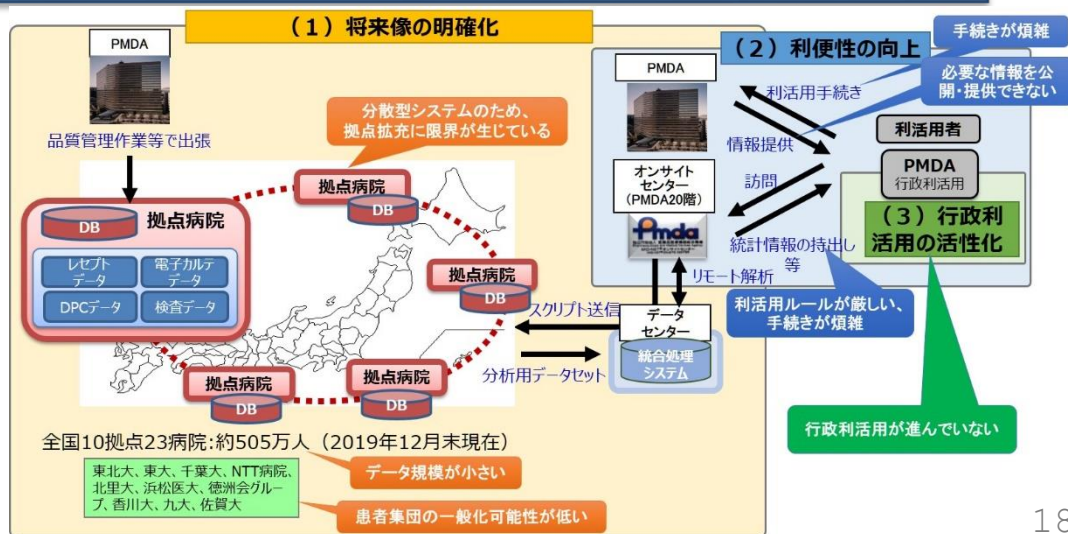 （１）将来像の明確化
PMDA
品質管理作業等で出張
分散型システムのため、
拠点拡充に限界が生じている
拠点病院
DB
レセプト
データ
電子カルテ
データ
DPCデータ
検査データ
拠点病院
DB
拠点病院
DB
拠点病院
DB
拠点病院
DB
スクリプト送信
分析用データセット
全国10拠点23病院:約505万人（2019年12月末現在）
データ規模が小さい
東北大、東大、千葉大、NTT病院、
北里大、浜松医大、徳洲会グルー
プ、香川大、九大、佐賀大
患者集団の一般化可能性が低い
（２）利便性の向上
手続きが煩雑
必要な情報を公
開・提供できない
PMDA
利活用手続き
情報提供
利活用者
PMDA
行政利活用
オンサイト
センター
(PMDA20階)
Pmda
訪問
統計情報の持出し
等
リモート解析
（３）行政利
活用の活性化
データ
センター
統合処理
システム
利活用ルールが厳しい、
手続きが煩雑
行政利活用が進んでいない
18